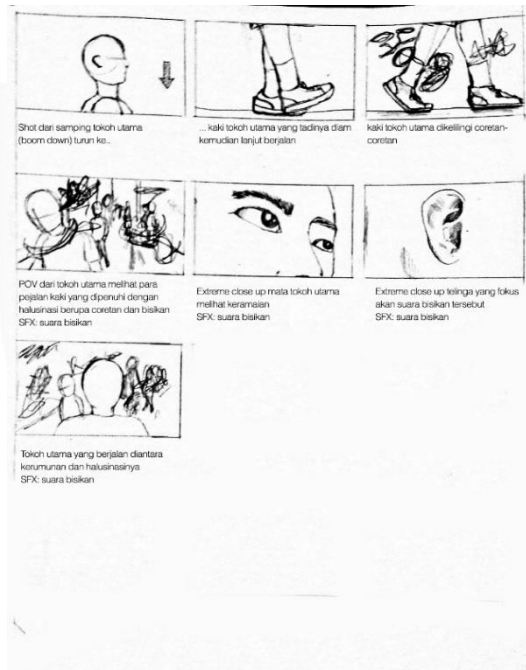 Shot dari samping tokoh utama
(boom down) turun ke..
... kaki tokoh utama yang tadinya diam
kemudian lanjut berjalan
kaki tokoh utama dikelilingi coretan-
coretan
POV dari tokoh utama melihat para
pejalan kaki yang dipenuhi dengan
halusinasi berupa coretan dan bisikan
SFX: suara bisikan
Extreme close up mata tokoh utama
melihat keramaian
SFX: suara bisikan
Extreme close up telinga yang fokus
akan suara bisikan tersebut
SFX: suara bisikan
Tokoh utama yang berjalan diantara
kerumunan dan halusinasinya
SFX: suara bisikan